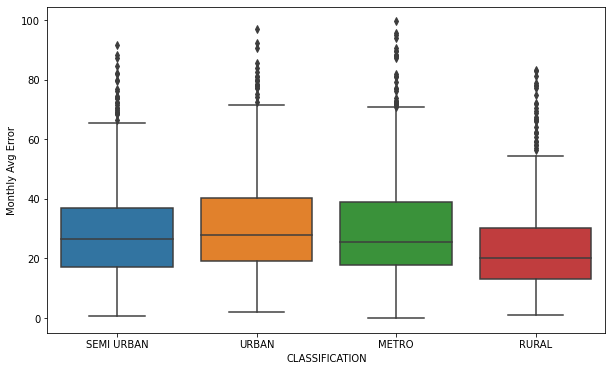 Monthly Avg Error
100
80
60
40
20
0
SEMI URBAN URBAN METRO RURAL
CLASSIFICATION